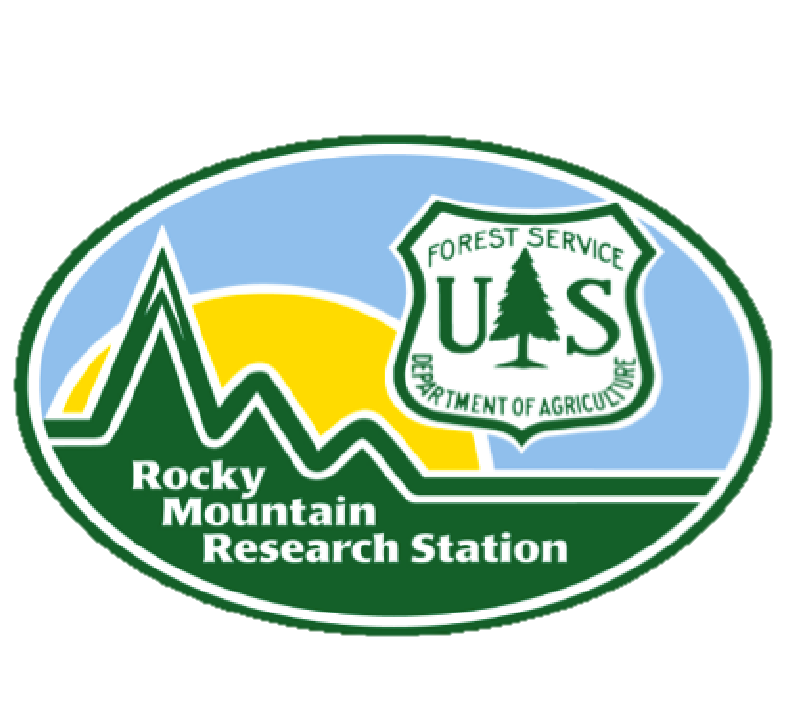 FOREST SERVICE
U S
DEPARTMENT OF AGRICULTURE
Rocky
Mountain
Research Station